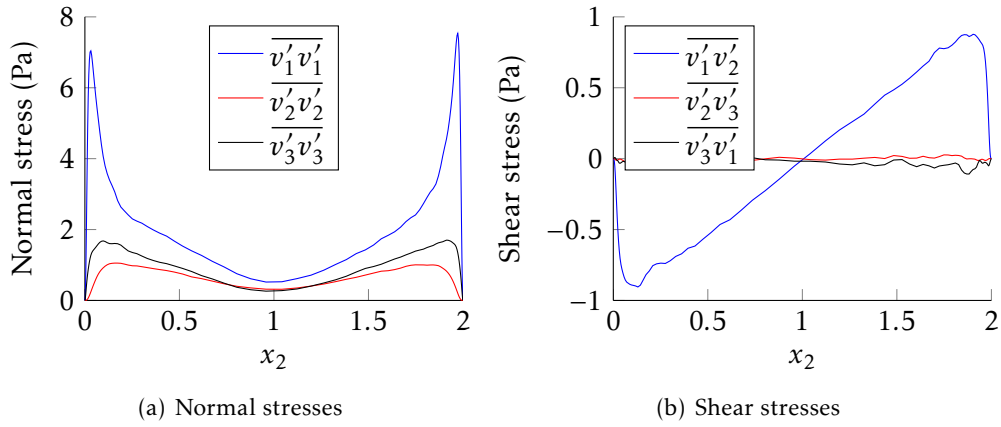 Normal stress (Pa)
8
6
4
2
0
0
0.5
1
1.5
2
x₂
v′₁v′₁
v′₂v′₂
v′₃v′₃
(a) Normal stresses
Shear stress (Pa)
1
0.5
0
−0.5
−1
0
0.5
1
1.5
2
x₂
v′₁v′₂
v′₂v′₃
v′₃v′₁
(b) Shear stresses